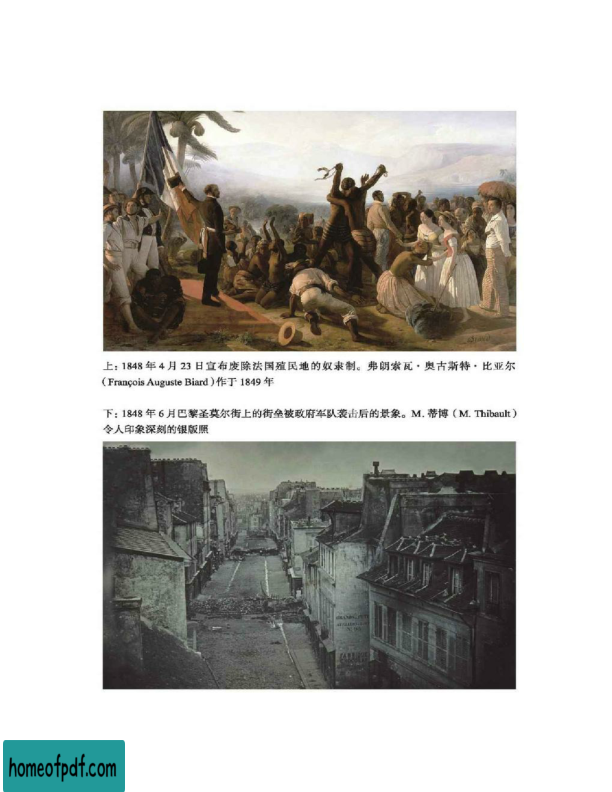 上：1848 年 4 月 23 日宣布废除法国殖民地的奴隶制。弗朗索瓦·奥古斯特·比亚尔
（François Auguste Biard）作于 1849 年
下：1848 年 6 月巴黎圣莫尔街上的街垒被政府军队袭击后的景象。M. 蒂博（M. Thibault）
令人印象深刻的银版照
homeofpdf.com